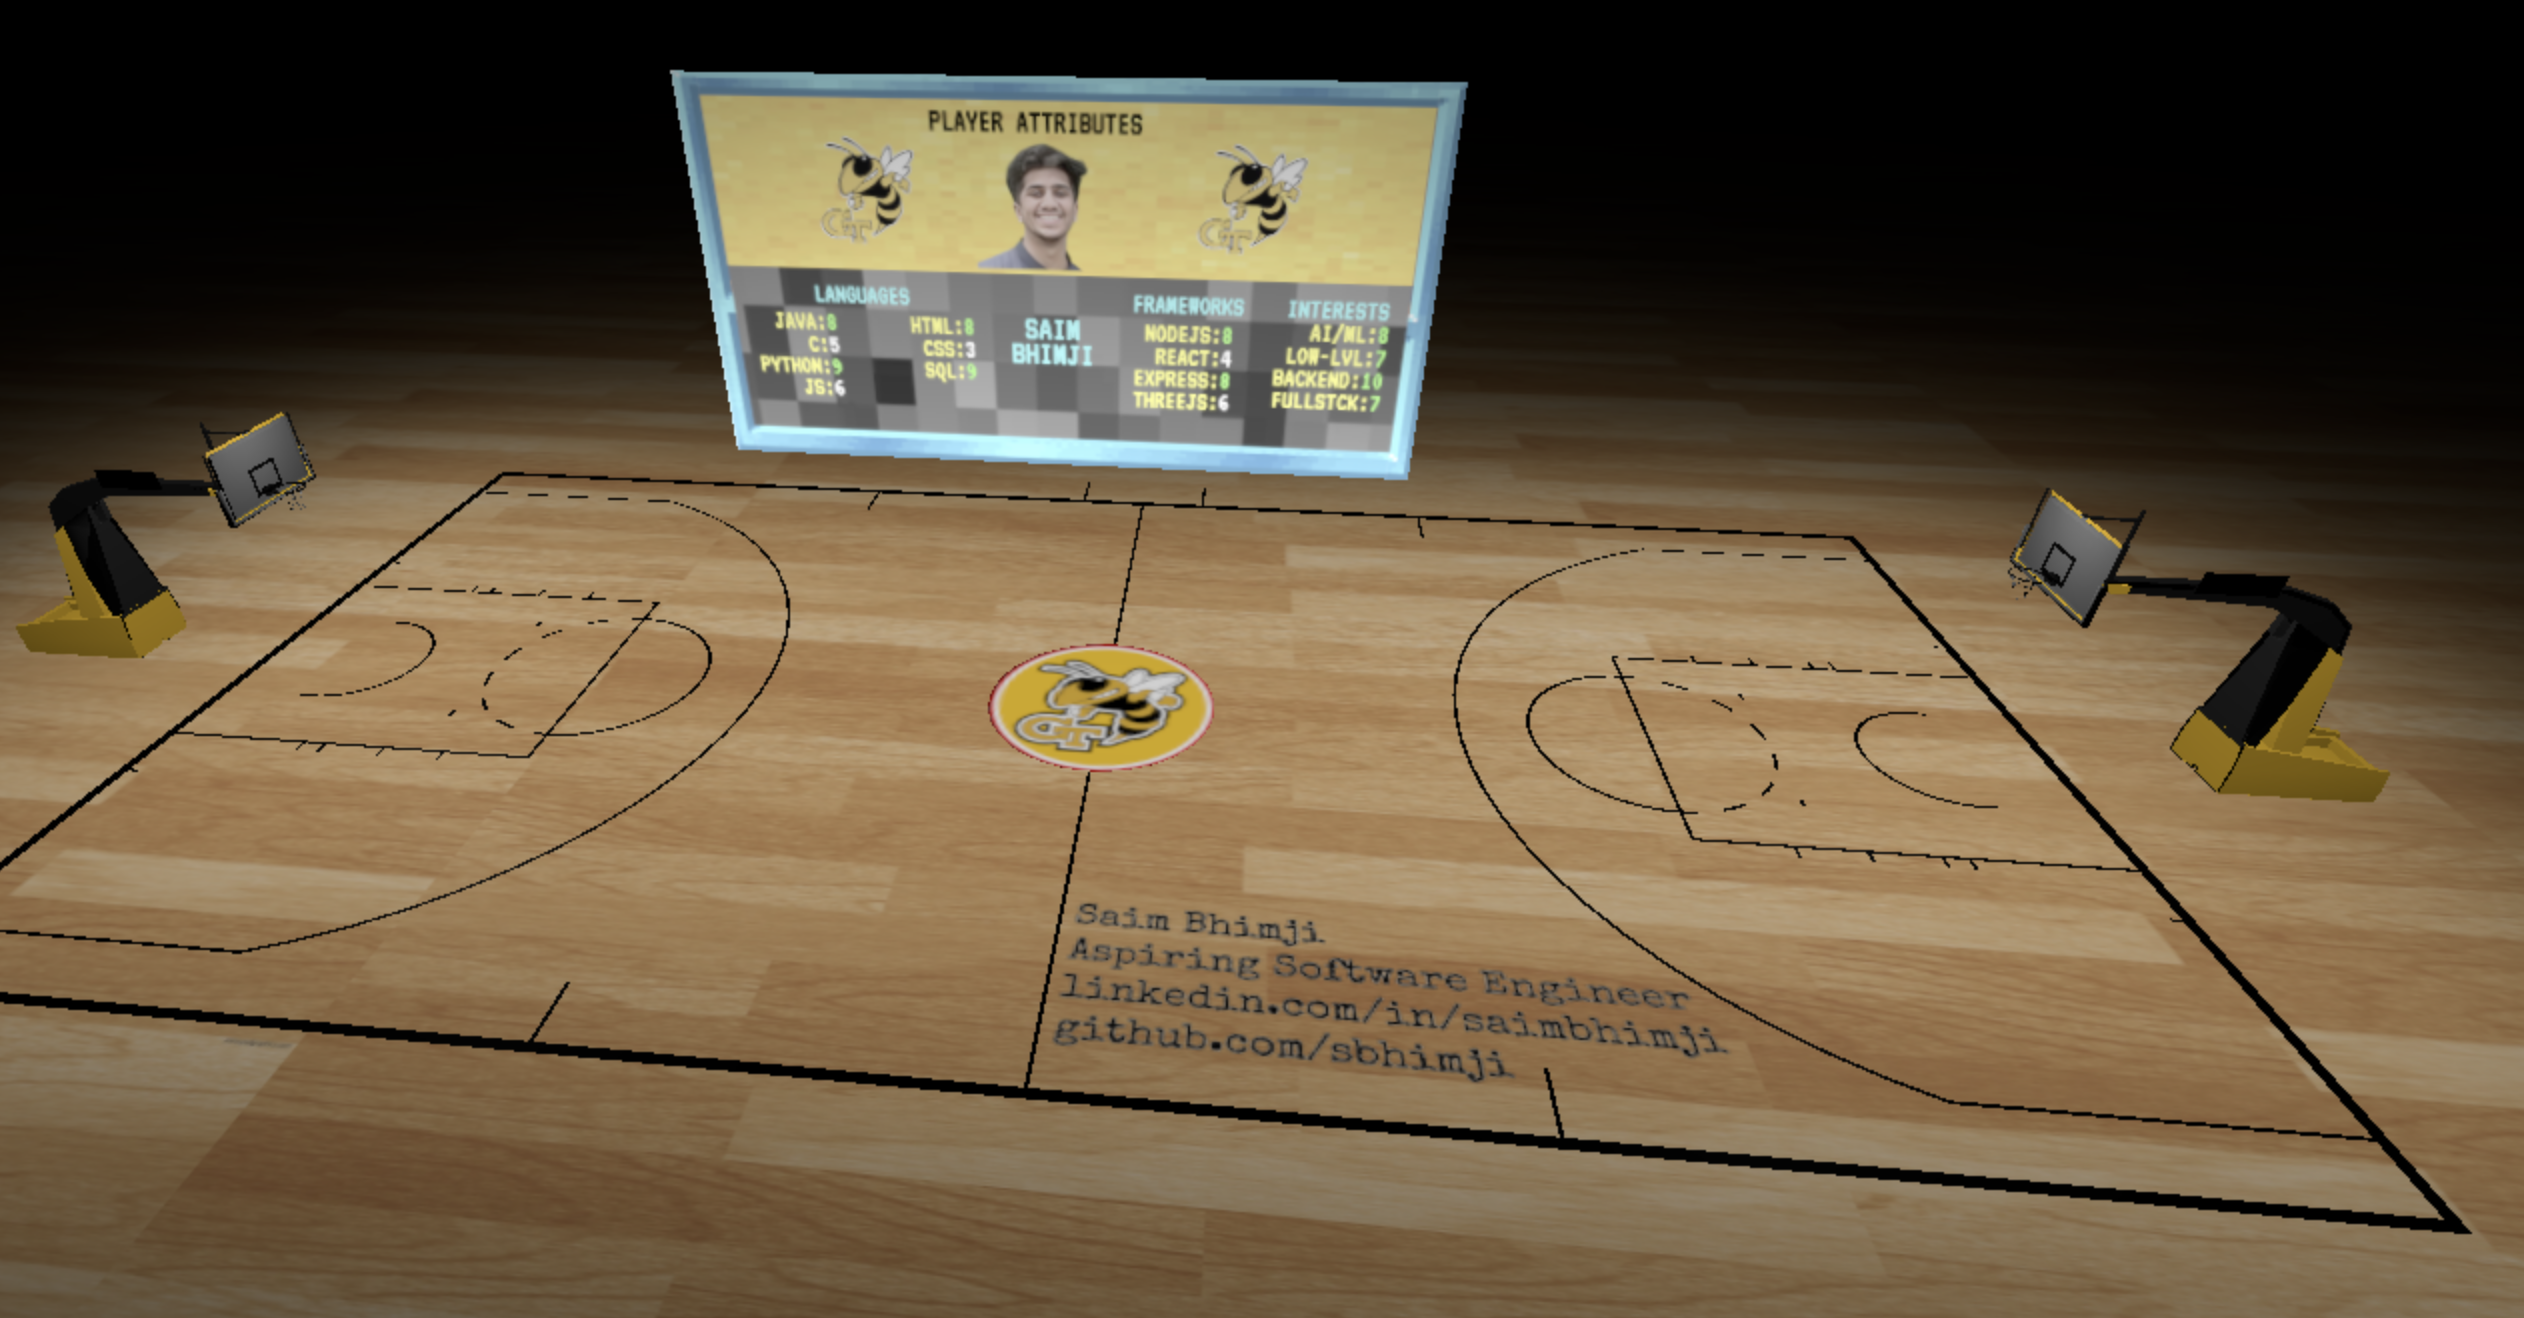 PLAYER ATTRIBUTES
LANGUAGES
JAVA:8
C:5
PYTHON:9
JS:6
HTML:8
CSS:3
SQL:9
SAIM
BHIMJI
FRAMEWORKS
NODEJS:8
REACT:4
EXPRESS:8
THREEJS:6
INTERESTS
AI/ML:8
LOW-LVL:7
BACKEND:10
FULLSTCK:7
GT
Saim Bhimji
Aspiring Software Engineer
linkedin.com/in/saimbhimji
github.com/sbhimji